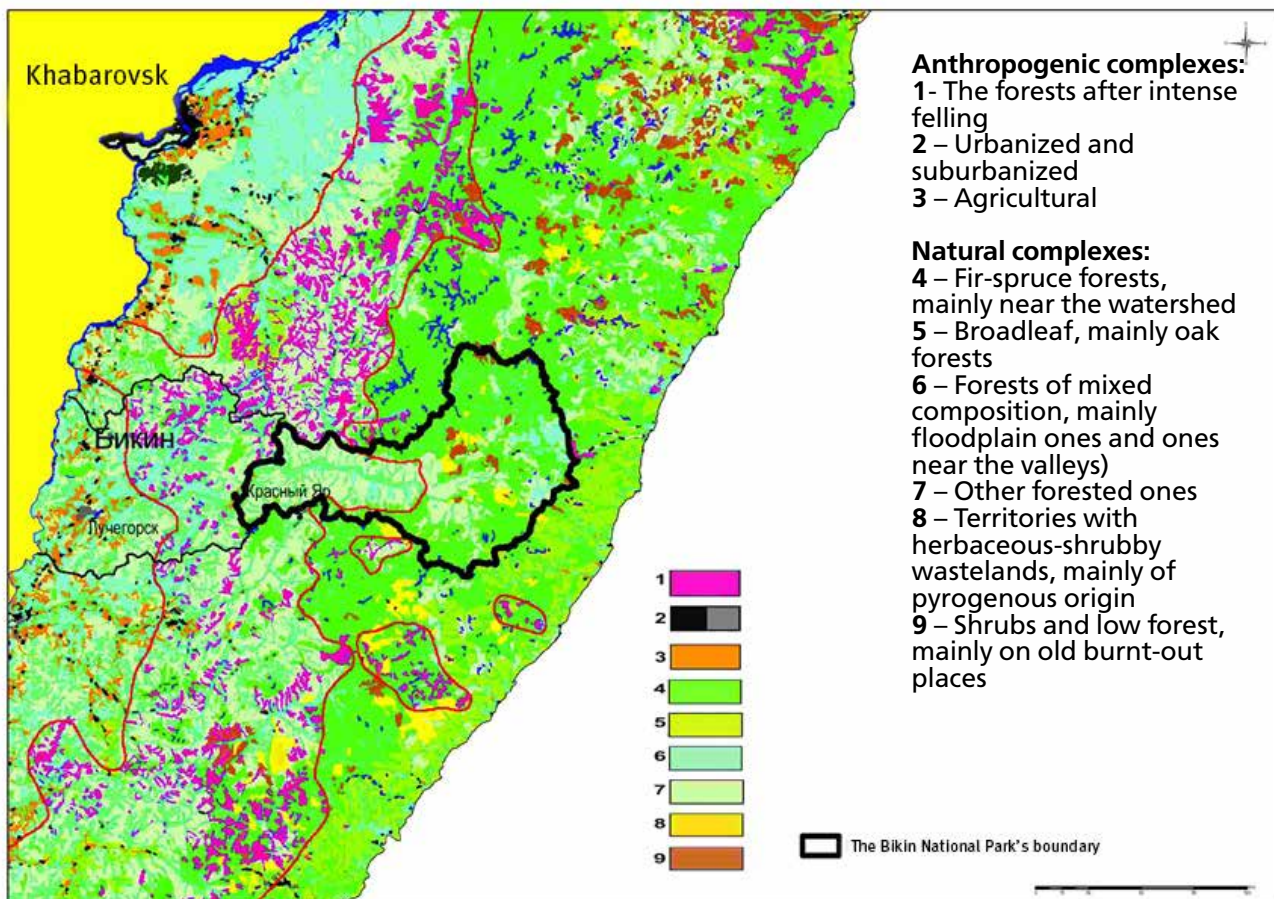 Khabarovsk
Бикин
Красный Яр
Лучегорск
Anthropogenic complexes:
1- The forests after intense
felling
2 – Urbanized and
suburbanized
3 – Agricultural
Natural complexes:
4 – Fir-spruce forests,
mainly near the watershed
5 – Broadleaf, mainly oak
forests
6 – Forests of mixed
composition, mainly
floodplain ones and ones
near the valleys)
7 – Other forested ones
8 – Territories with
herbaceous-shrubby
wastelands, mainly of
pyrogenous origin
9 – Shrubs and low forest,
mainly on old burnt-out
places
1
2
3
4
5
6
7
8
9
The Bikin National Park's boundary